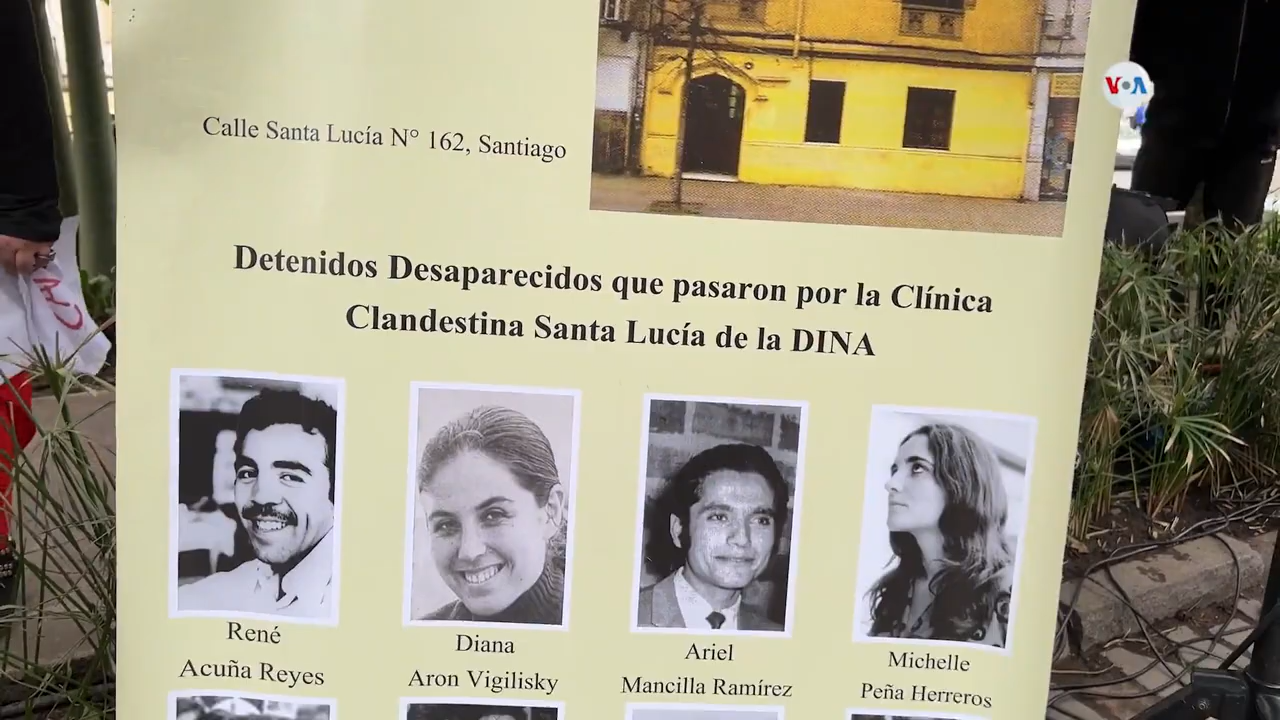 VOA
Calle Santa Lucía N° 162, Santiago
Detenidos Desaparecidos que pasaron por la Clínica
Clandestina Santa Lucía de la DINA
René
Acuña Reyes
Diana
Aron Vigilisky
Ariel
Mancilla Ramírez
Michelle
Peña Herreros